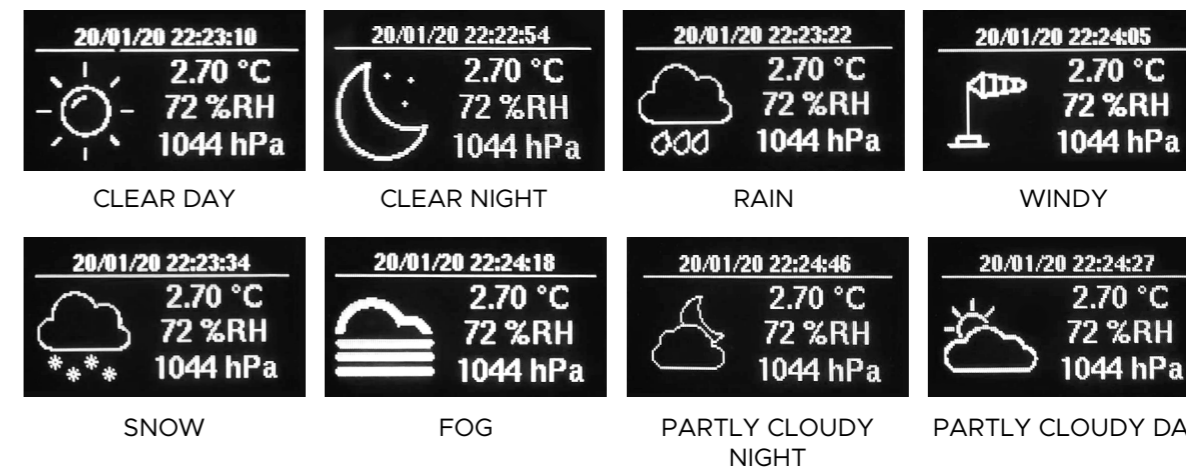 20/01/20 22:23:10
2.70 °C
72 %RH
1044 hPa
CLEAR DAY
20/01/20 22:22:54
2.70 °C
72 %RH
1044 hPa
CLEAR NIGHT
20/01/20 22:23:22
2.70 °C
72 %RH
1044 hPa
RAIN
20/01/20 22:24:05
2.70 °C
72 %RH
1044 hPa
WINDY
20/01/20 22:23:34
2.70 °C
72 %RH
1044 hPa
SNOW
20/01/20 22:24:18
2.70 °C
72 %RH
1044 hPa
FOG
20/01/20 22:24:46
2.70 °C
72 %RH
1044 hPa
PARTLY CLOUDY
NIGHT
20/01/20 22:24:27
2.70 °C
72 %RH
1044 hPa
PARTLY CLOUDY DA